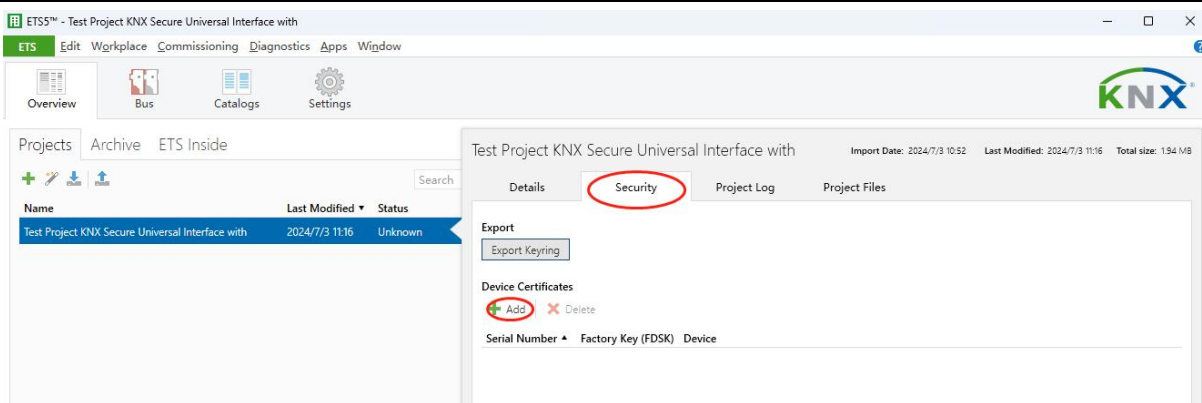 ETS5™ - Test Project KNX Secure Universal Interface with
ETS Edit Workplace Commissioning Diagnostics Apps Window
Overview Bus Catalogs Settings
KNX
Projects Archive ETS Inside
Search
Name Last Modified Status
Test Project KNX Secure Universal Interface with 2024/7/3 11:16 Unknown
Test Project KNX Secure Universal Interface with Import Date: 2024/7/3 10:52 Last Modified: 2024/7/3 11:16 Total size: 1.94 MB
Details Security Project Log Project Files
Export
Export Keyring
Device Certificates
Add Delete
Serial Number Factory Key (FDSK) Device